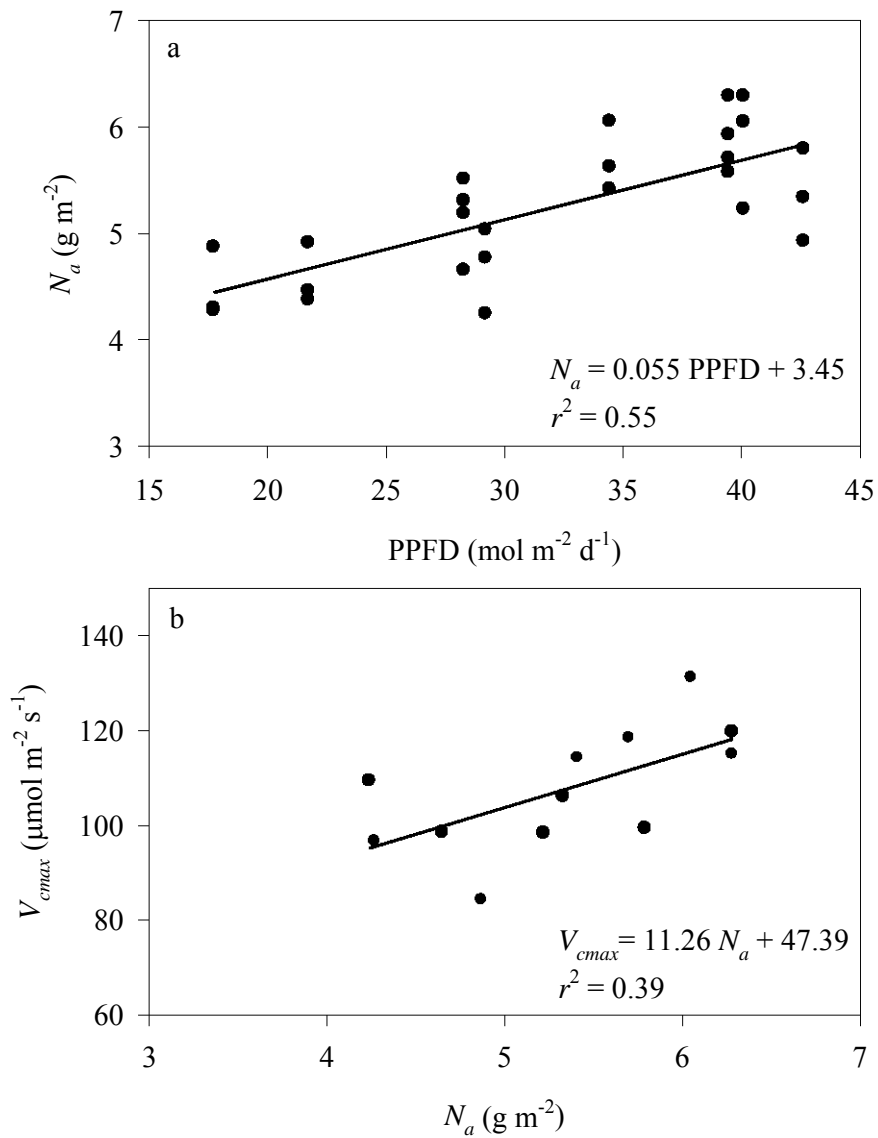 a
7
6
5
4
3
N_a (g m⁻²)
N_a = 0.055 PPFD + 3.45
r² = 0.55
15 20 25 30 35 40 45
PPFD (mol m⁻² d⁻¹)
b
140
120
100
80
60
V_cmax (µmol m⁻² s⁻¹)
V_cmax = 11.26 N_a + 47.39
r² = 0.39
3 4 5 6 7
N_a (g m⁻²)